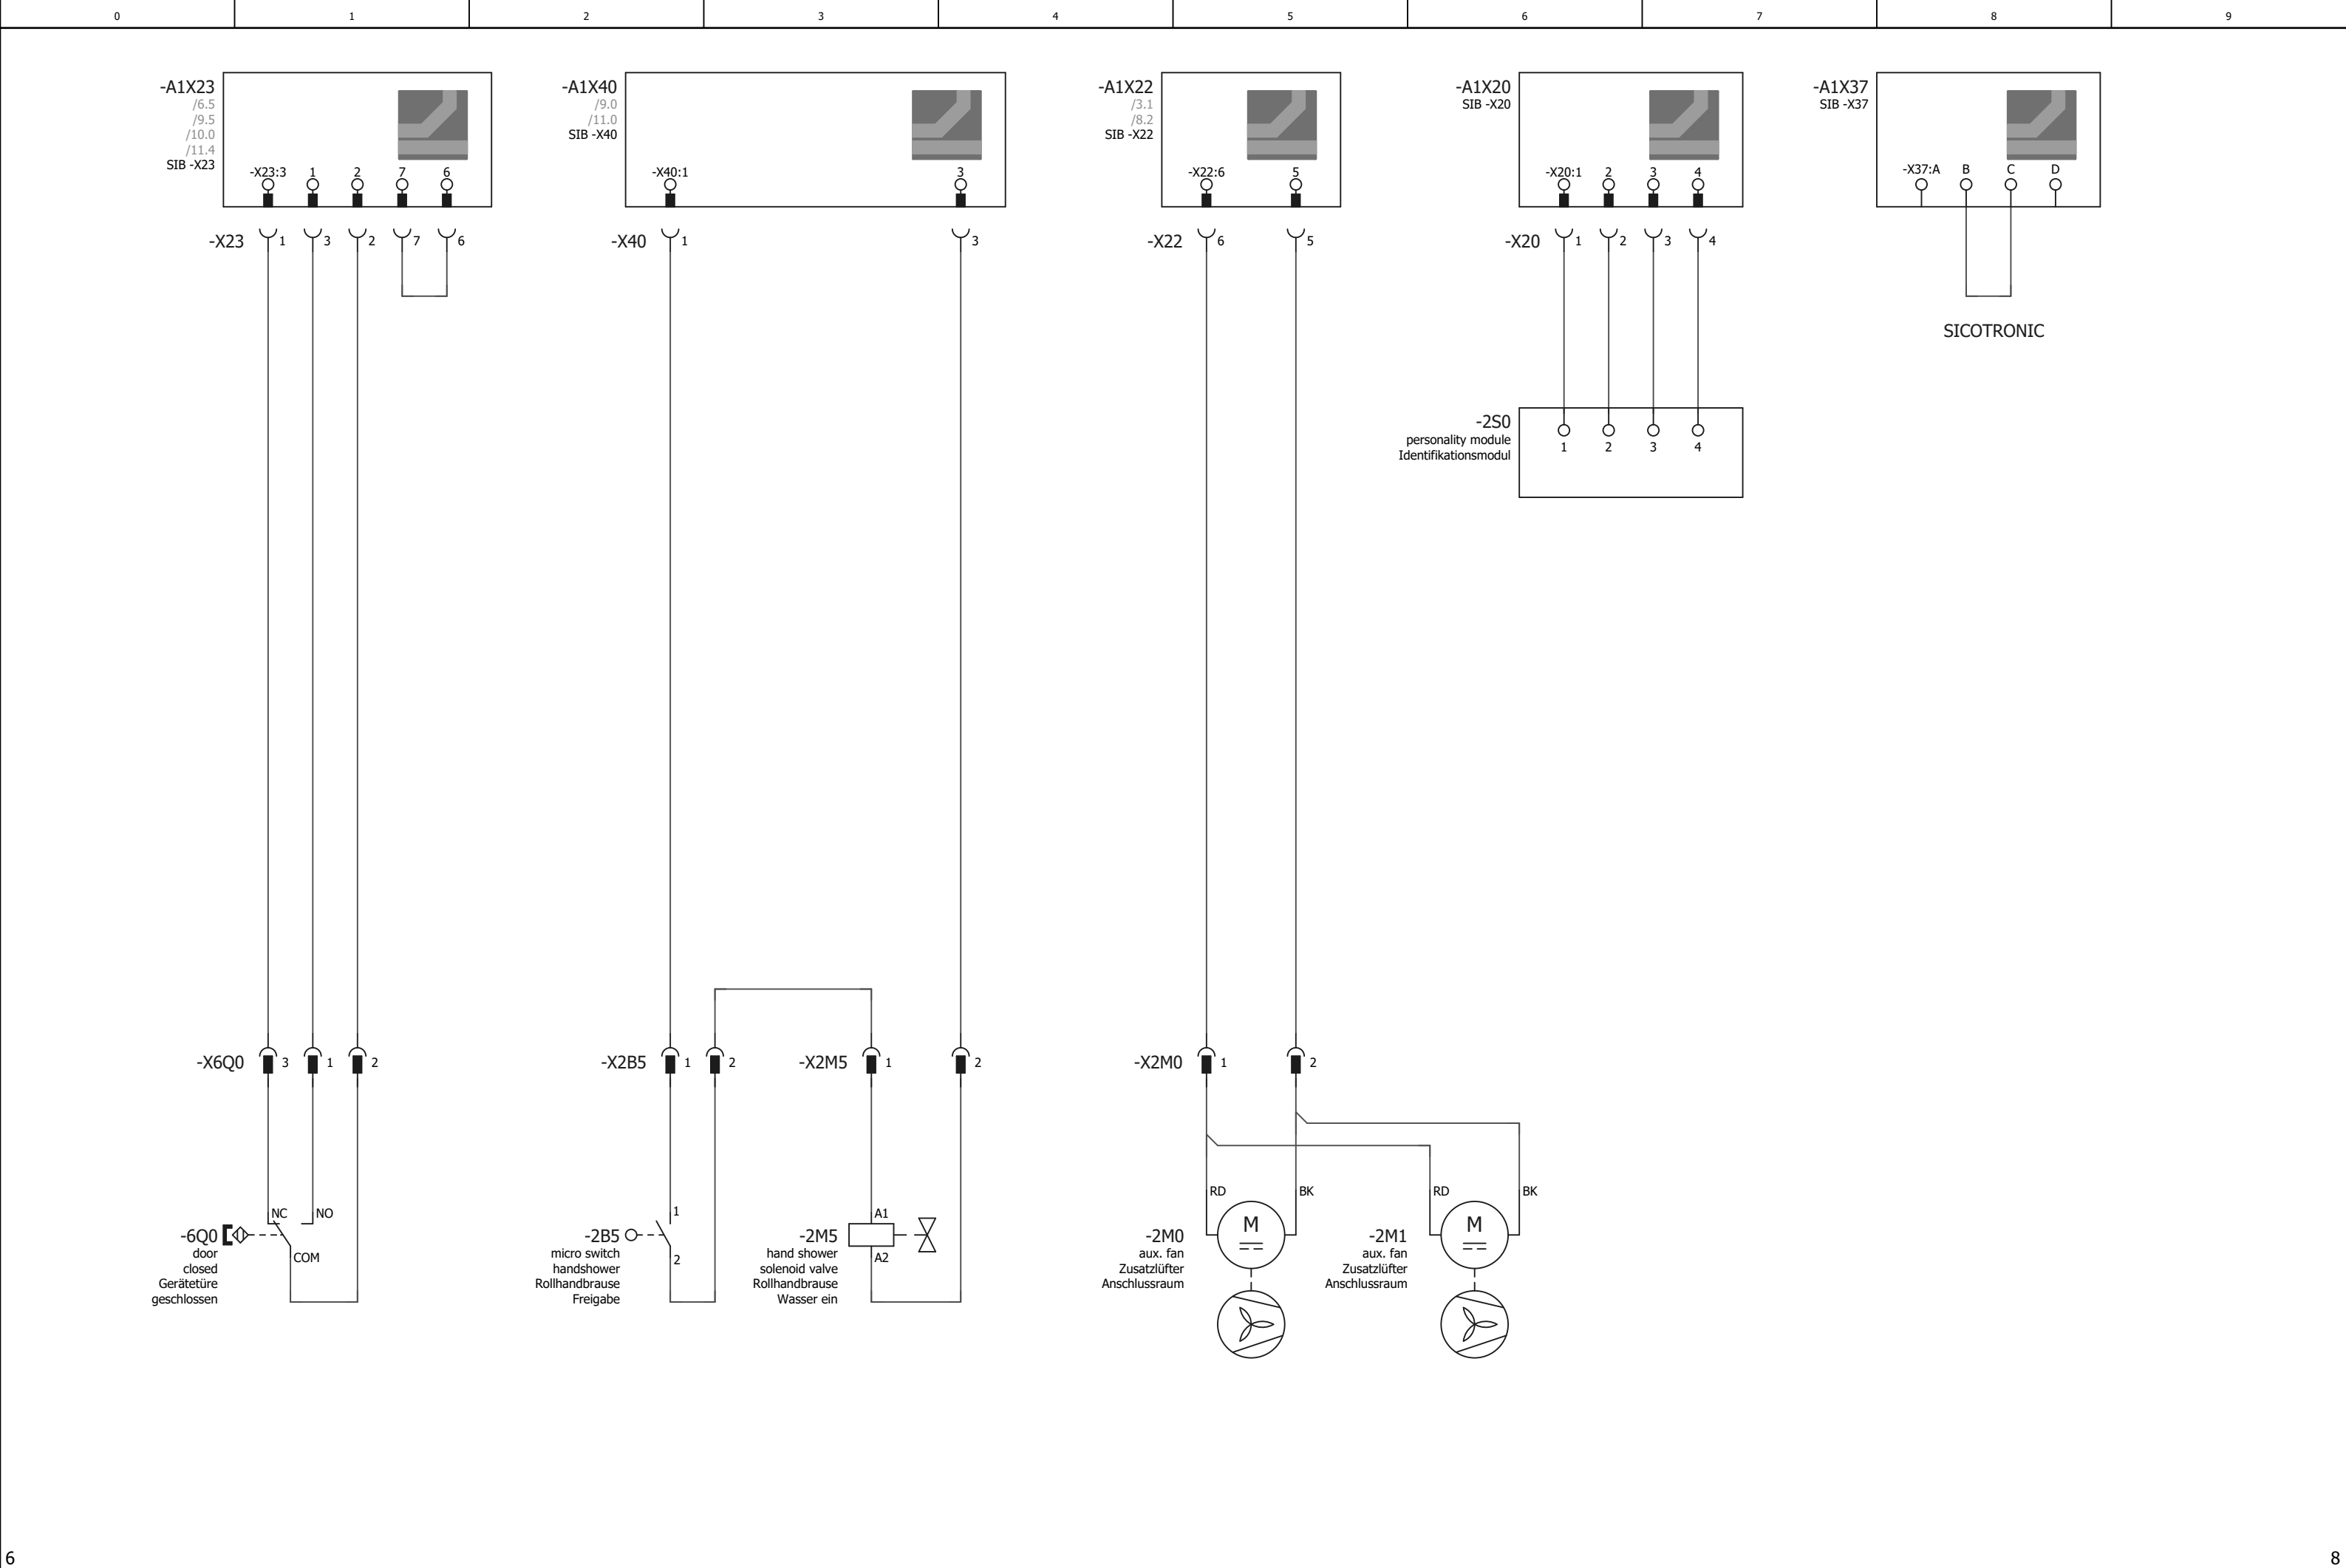 0 1 2 3 4 5 6 7 8 9
-A1X23
/6.5
/9.5
/10.0
/11.4
SIB -X23
-X23:3 1 2 7 6
-X23 1 3 2 7 6
-A1X40
/9.0
/11.0
SIB -X40
-X40:1 3
-X40 1 3
-A1X22
/3.1
/8.2
SIB -X22
-X22:6 5
-X22 6 5
-A1X20
SIB -X20
-X20:1 2 3 4
-X20 1 2 3 4
-A1X37
SIB -X37
-X37:A B C D
SICOTRONIC
-2S0
personality module
Identifikationsmodul
1 2 3 4
-X6Q0 3 1 2
-X2B5 1 2
-X2M5 1 2
-X2M0 1 2
NC NO
COM
-6Q0
door
closed
Gerätetüre
geschlossen
1
2
-2B5
micro switch
handshower
Rollhandbrause
Freigabe
A1
A2
-2M5
hand shower
solenoid valve
Rollhandbrause
Wasser ein
RD BK
M
-2M0
aux. fan
Zusatzlüfter
Anschlussraum
RD BK
M
-2M1
aux. fan
Zusatzlüfter
Anschlussraum
6
8